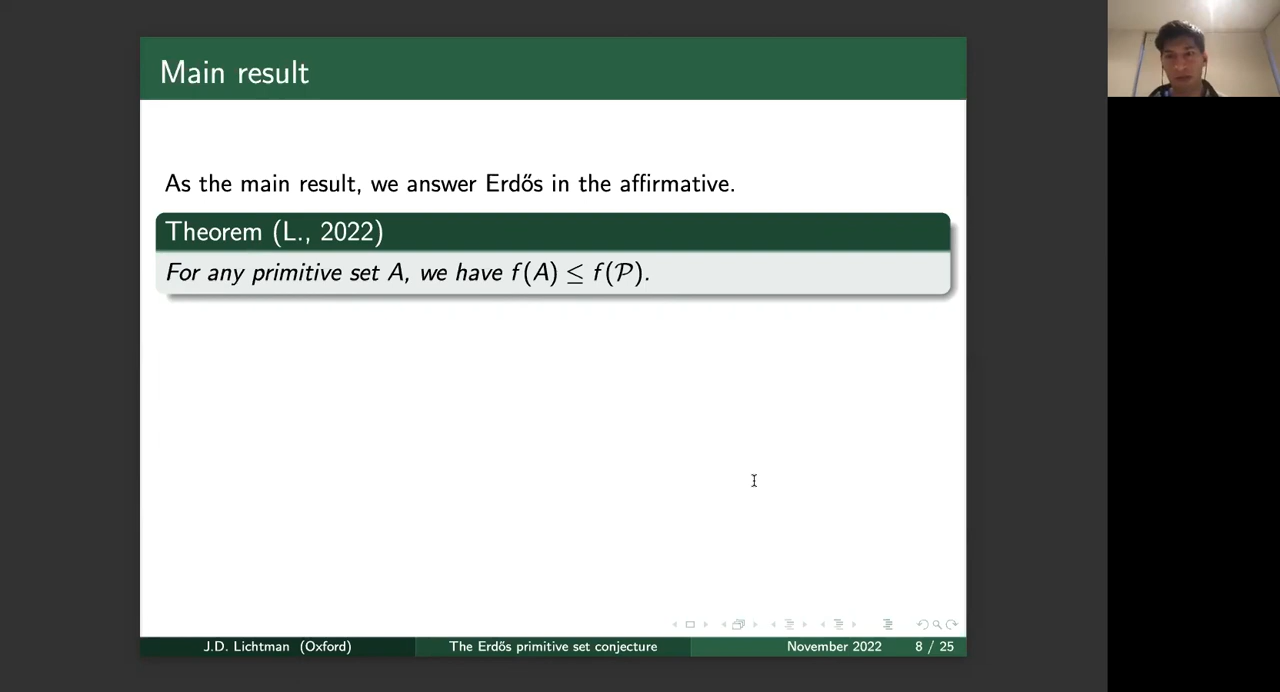 Main result
As the main result, we answer Erdős in the affirmative.
Theorem (L., 2022)
For any primitive set A, we have f(A) ≤ f(𝒫).
J.D. Lichtman (Oxford) The Erdős primitive set conjecture November 2022 8 / 25